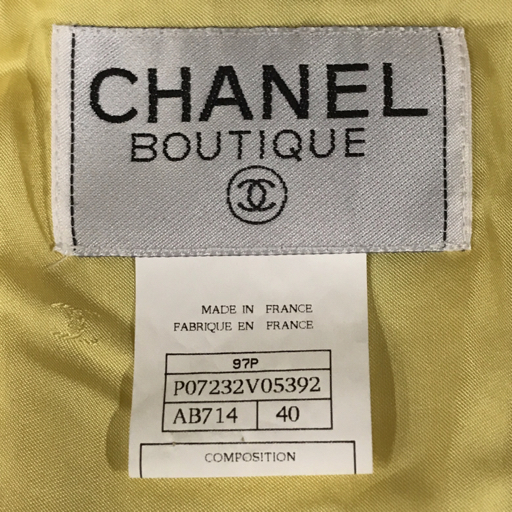 CHANEL
BOUTIQUE
MADE IN FRANCE
FABRIQUE EN FRANCE
97P
P07232V05392
AB714 40
COMPOSITION